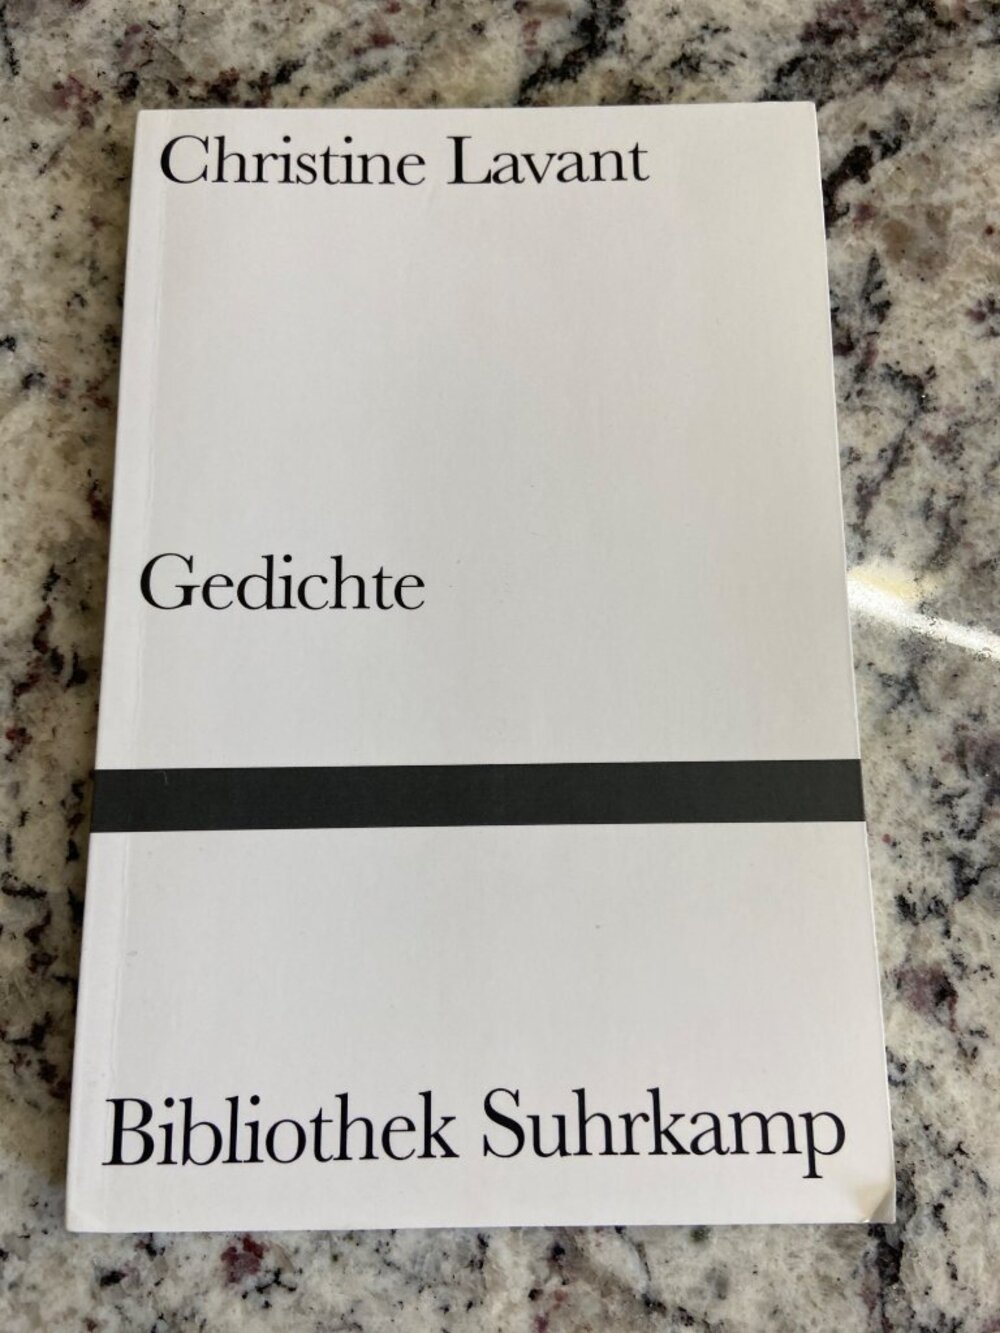 Christine Lavant
Gedichte
Bibliothek Suhrkamp